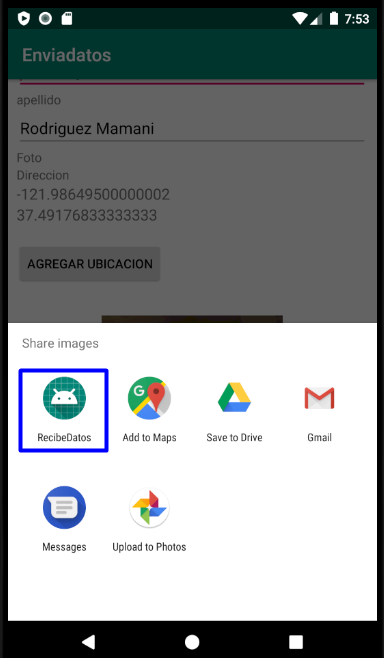 7:53
Enviadatos
apellido
Rodriguez Mamani
Foto
Direccion
-121.98649500000002
37.49176833333333
AGREGAR UBICACION
Share images
RecibeDatos
Add to Maps
Save to Drive
Gmail
Messages
Upload to Photos